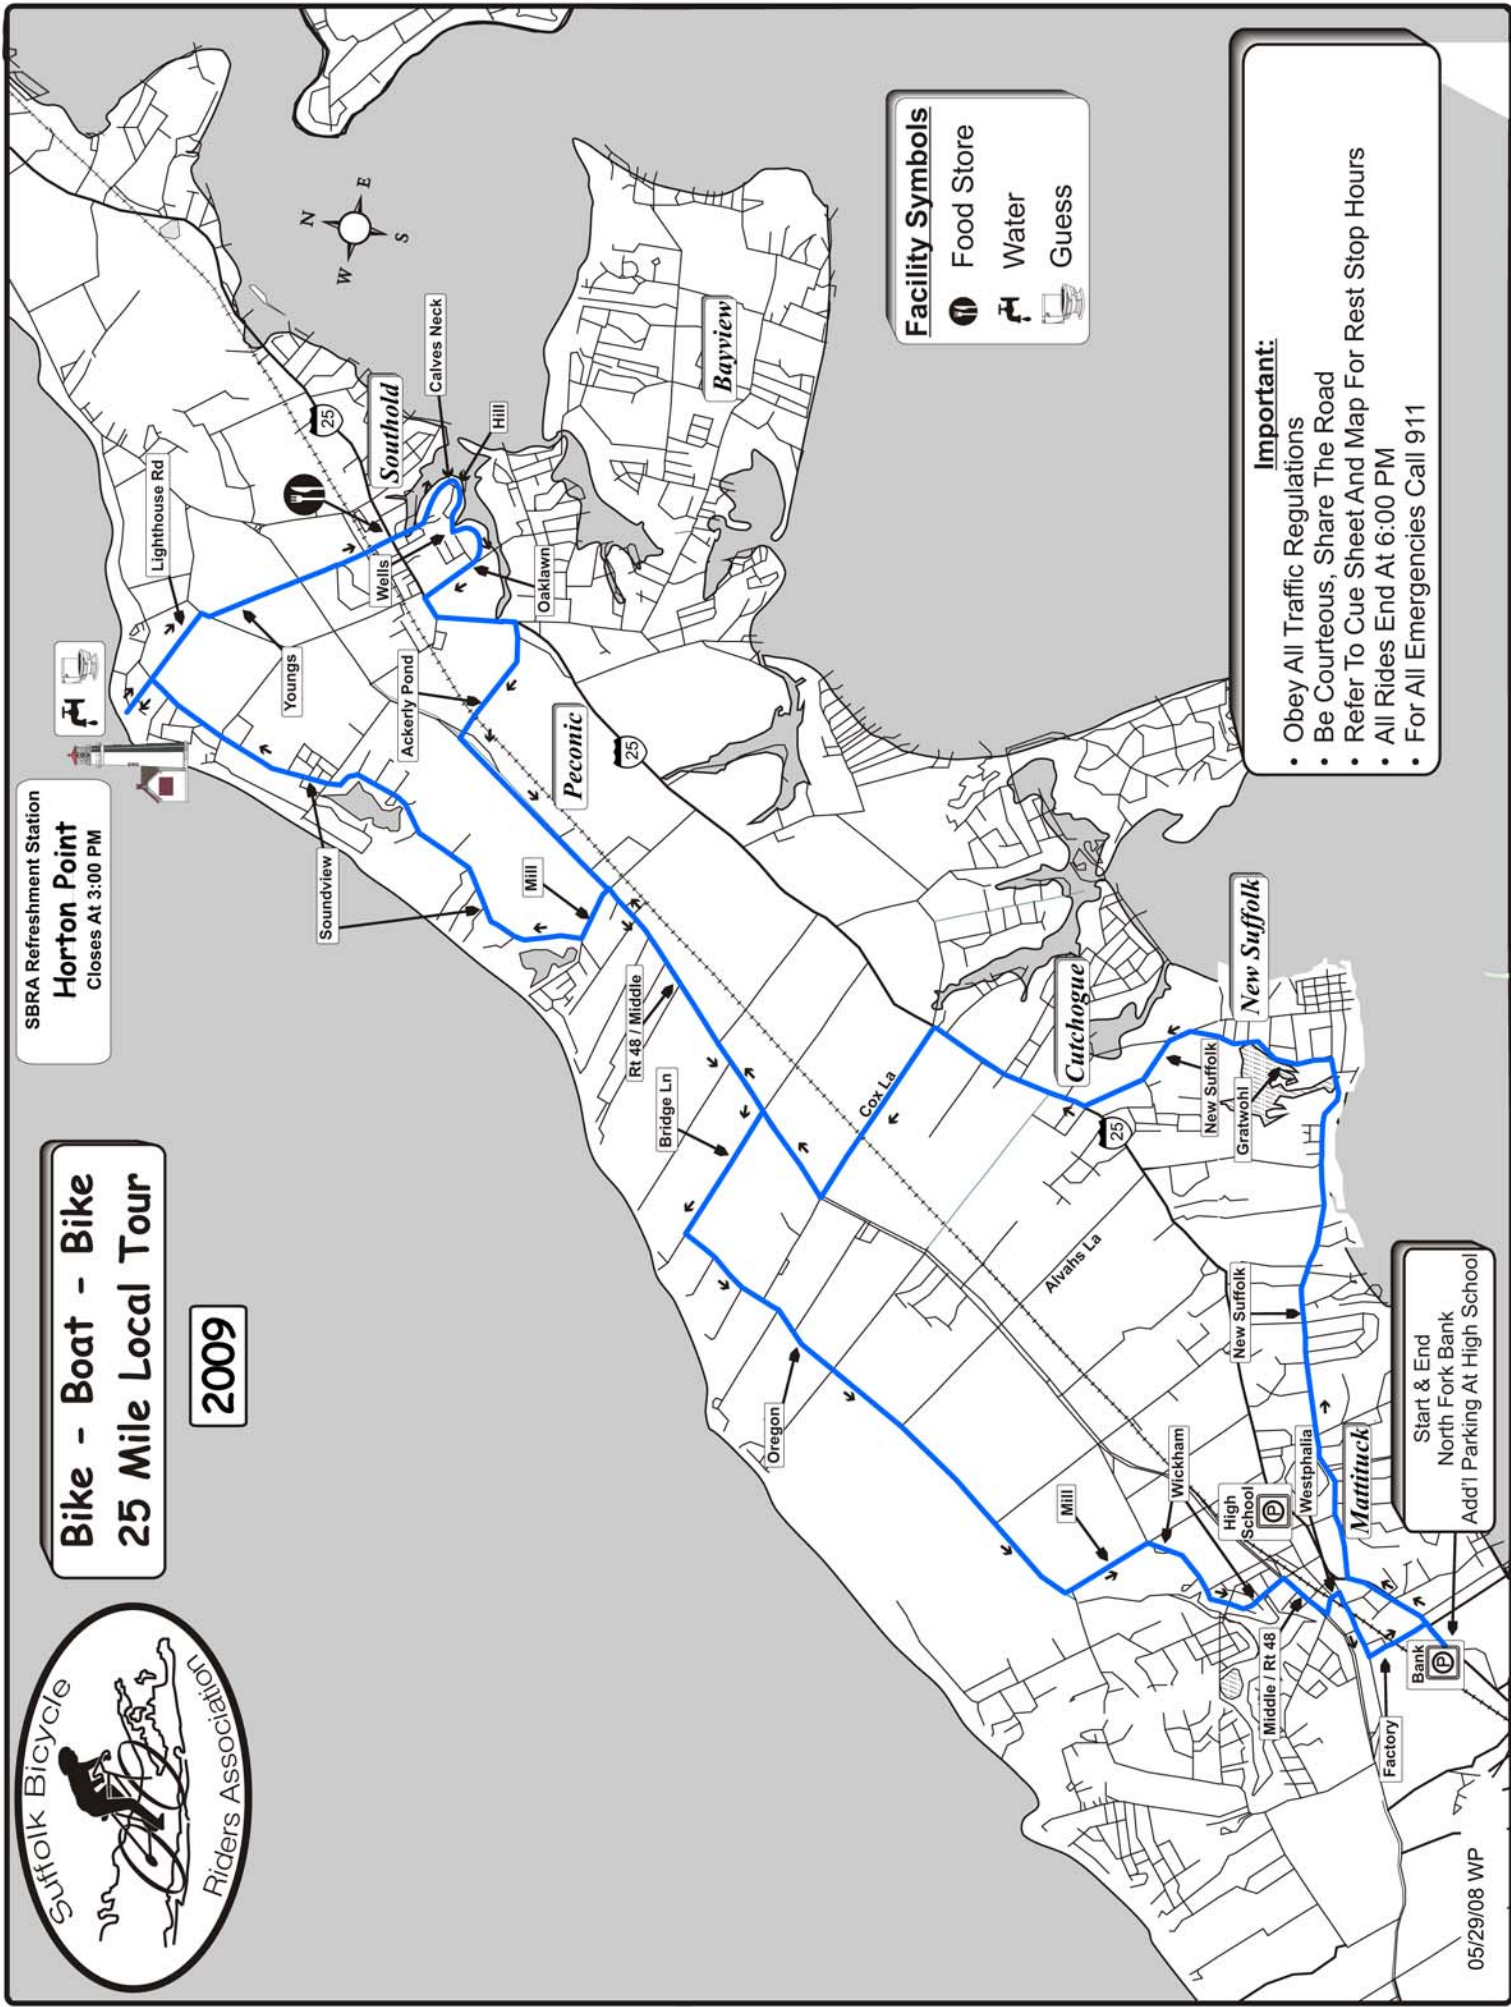 Suffolk Bicycle
Riders Association
Bike - Boat - Bike
25 Mile Local Tour
2009
SBRA Refreshment Station
Horton Point
Closes At 3:00 PM
Lighthouse Rd
Youngs
Soundview
Ackerly Pond
Mill
Wells
Oaklawn
Calves Neck
Hill
Southold
25
N
E
S
W
Bayview
Peconic
25
Rt 48 / Middle
Bridge Ln
Cox La
Oregon
Alvahs La
Cutchogue
25
New Suffolk
Gratwohl
New Suffolk
New Suffolk
Mill
Wickham
High
School
P
Westphalia
Mattituck
Middle / Rt 48
Factory
Bank
P
Start & End
North Fork Bank
Add'l Parking At High School
Facility Symbols
Food Store
Water
Guess
Important:
• Obey All Traffic Regulations
• Be Courteous, Share The Road
• Refer To Cue Sheet And Map For Rest Stop Hours
• All Rides End At 6:00 PM
• For All Emergencies Call 911
05/29/08 WP